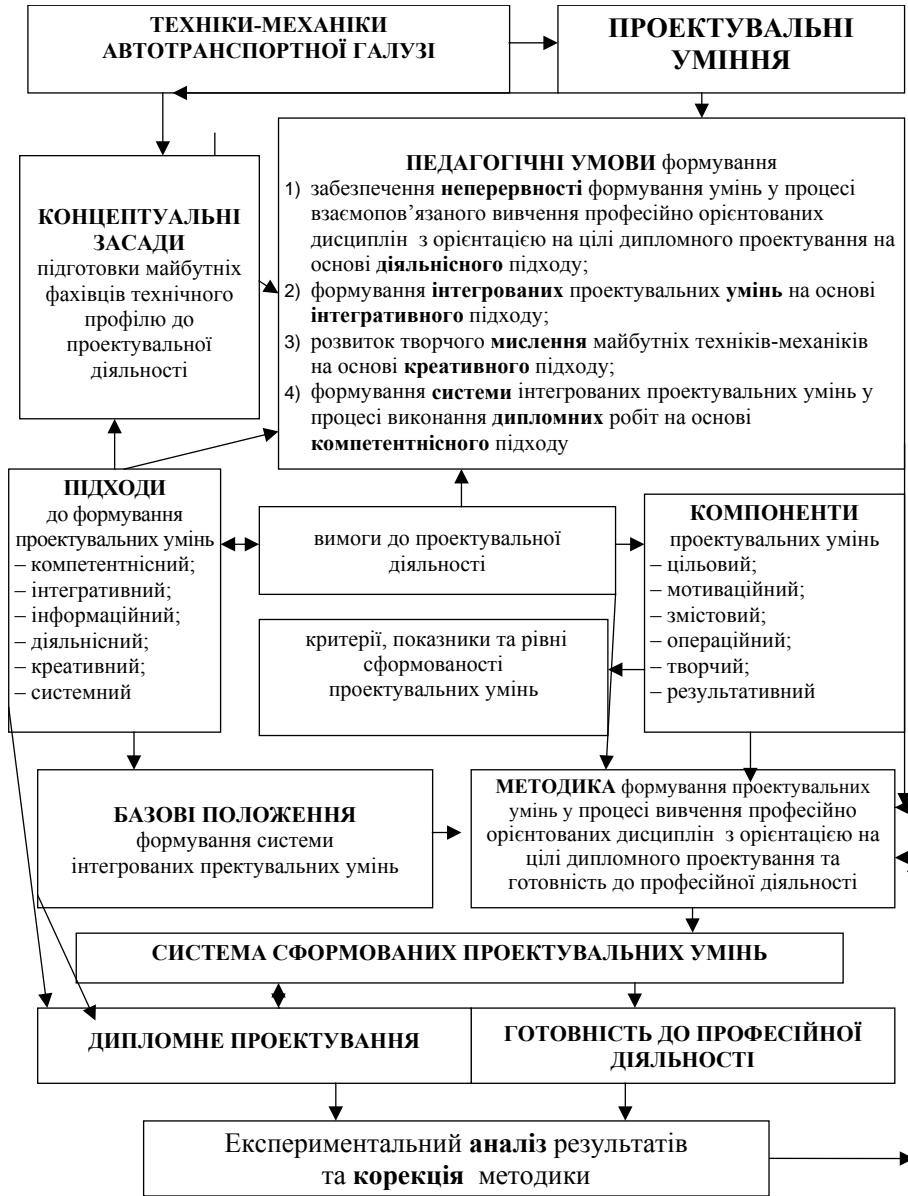 ТЕХНІКИ-МЕХАНІКИ
АВТОТРАНСПОРТНОЇ ГАЛУЗІ
ПРОЕКТУВАЛЬНІ
УМІННЯ
КОНЦЕПТУАЛЬНІ
ЗАСАДИ
підготовки майбутніх
фахівців технічного
профілю до
проектувальної
діяльності
ПЕДАГОГІЧНІ УМОВИ формування
1) забезпечення неперервності формування умінь у процесі
взаємопов’язаного вивчення професійно орієнтованих
дисциплін з орієнтацією на цілі дипломного проектування на
основі діяльнісного підходу;
2) формування інтегрованих проектувальних умінь на основі
інтегративного підходу;
3) розвиток творчого мислення майбутніх техніків-механіків
на основі креативного підходу;
4) формування системи інтегрованих проектувальних умінь у
процесі виконання дипломних робіт на основі
компетентнісного підходу
ПІДХОДИ
до формування
проектувальних умінь
– компетентнісний;
– інтегративний;
– інформаційний;
– діяльнісний;
– креативний;
– системний
вимоги до проектувальної
діяльності
КОМПОНЕНТИ
проектувальних умінь
– цільовий;
– мотиваційний;
– змістовий;
– операційний;
– творчий;
– результативний
критерії, показники та рівні
сформованості
проектувальних умінь
БАЗОВІ ПОЛОЖЕННЯ
формування системи
інтегрованих пректувальних умінь
МЕТОДИКА формування проектувальних
умінь у процесі вивчення професійно
орієнтованих дисциплін з орієнтацією на
цілі дипломного проектування та
готовність до професійної діяльності
СИСТЕМА СФОРМОВАНИХ ПРОЕКТУВАЛЬНИХ УМІНЬ
ДИПЛОМНЕ ПРОЕКТУВАННЯ
ГОТОВНІСТЬ ДО ПРОФЕСІЙНОЇ
ДІЯЛЬНОСТІ
Експериментальний аналіз результатів
та корекція методики